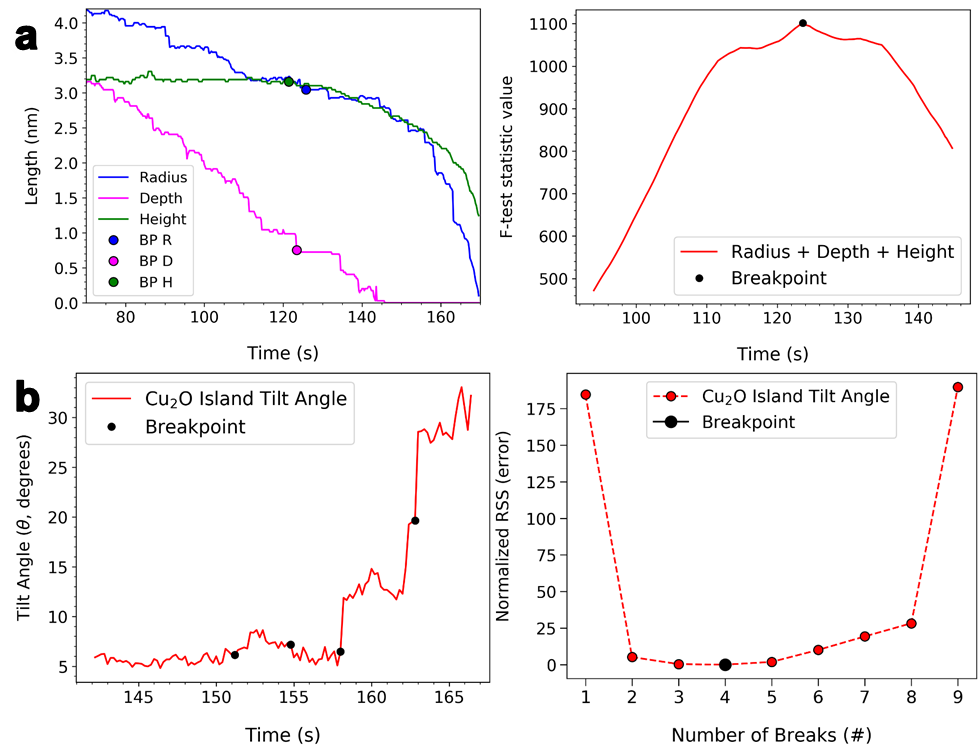 a
4.0
3.5
3.0
2.5
2.0
1.5
1.0
0.5
0.0
Length (nm)
Radius
Depth
Height
BP R
BP D
BP H
80
100
120
140
160
Time (s)
1100
1000
900
800
700
600
500
F-test statistic value
Radius + Depth + Height
Breakpoint
100
110
120
130
140
Time (s)
b
30
25
20
15
10
5
Tilt Angle (θ, degrees)
Cu₂O Island Tilt Angle
Breakpoint
145
150
155
160
165
Time (s)
175
150
125
100
75
50
25
0
Normalized RSS (error)
Cu₂O Island Tilt Angle
Breakpoint
1
2
3
4
5
6
7
8
9
Number of Breaks (#)